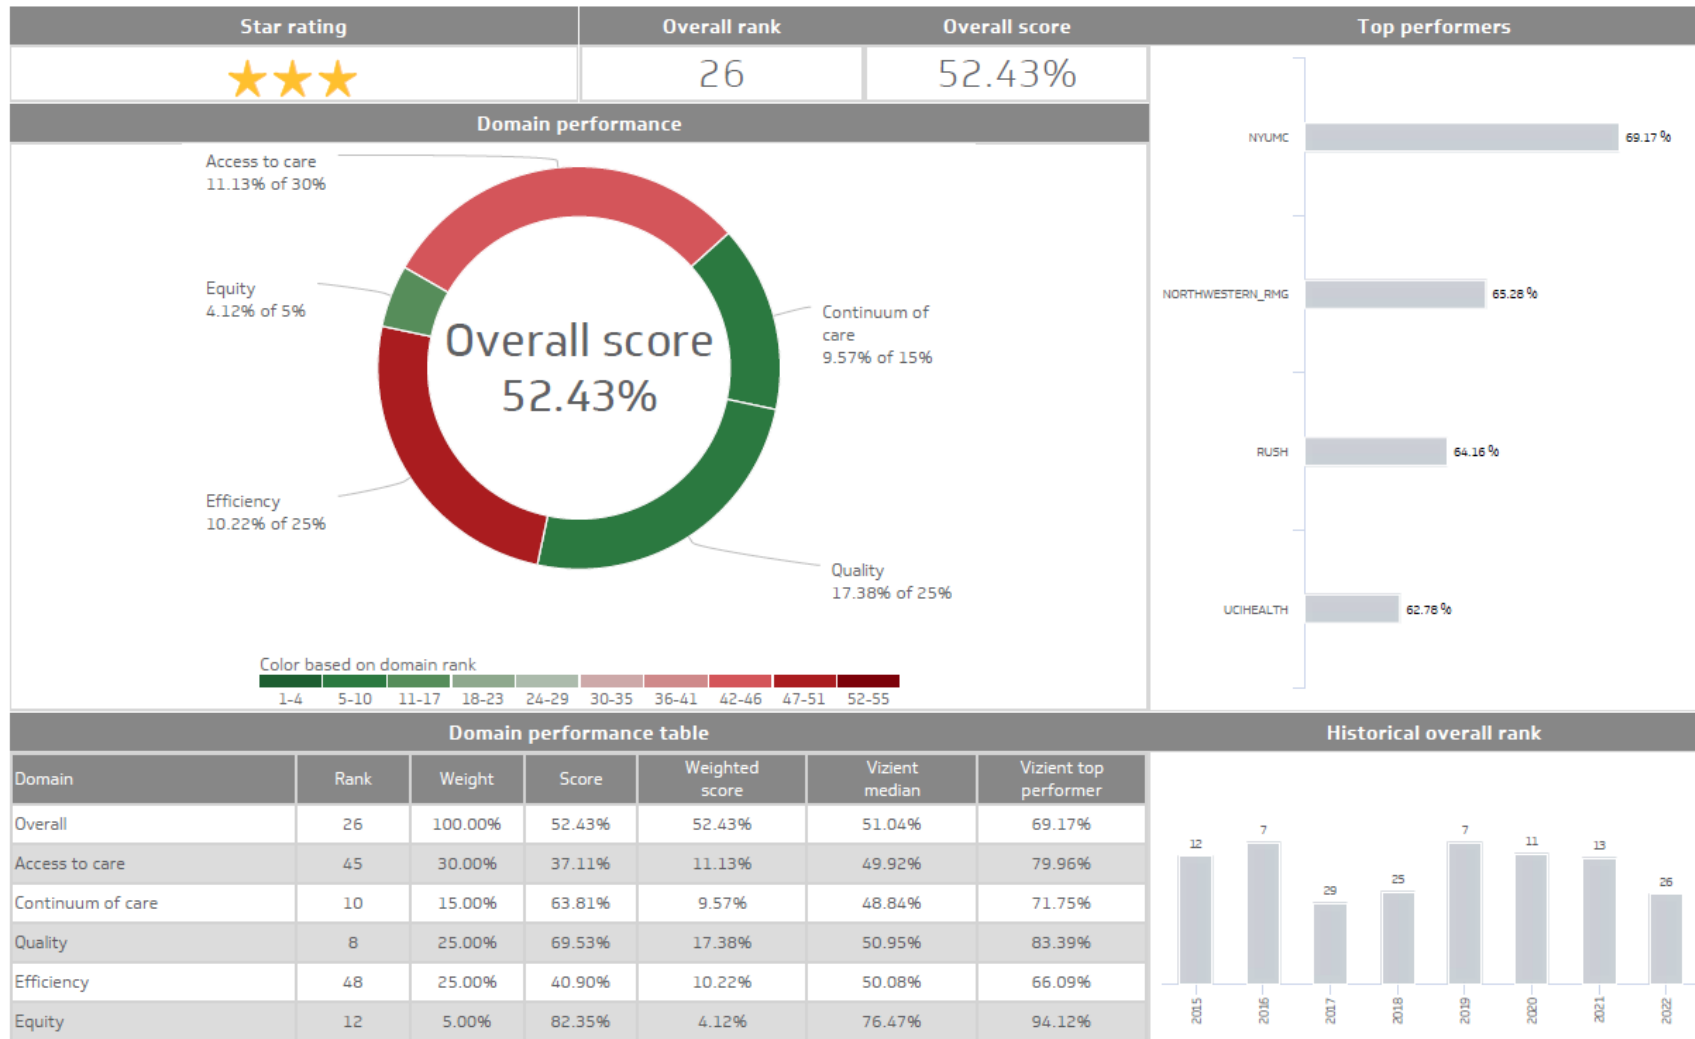 Star rating
Overall rank
Overall score
Top performers
26
52.43%
Domain performance
Access to care
11.13% of 30%
Equity
4.12% of 5%
Overall score
52.43%
Continuum of
care
9.57% of 15%
Efficiency
10.22% of 25%
Quality
17.38% of 25%
Color based on domain rank
1-4 5-10 11-17 18-23 24-29 30-35 36-41 42-46 47-51 52-55
NYUMC 69.17 %
NORTHWESTERN_RMG 65.28 %
RUSH 64.16 %
UCIHEALTH 62.78 %
Domain performance table
Domain Rank Weight Score Weighted score Vizient median Vizient top performer
Overall 26 100.00% 52.43% 52.43% 51.04% 69.17%
Access to care 45 30.00% 37.11% 11.13% 49.92% 79.96%
Continuum of care 10 15.00% 63.81% 9.57% 48.84% 71.75%
Quality 8 25.00% 69.53% 17.38% 50.95% 83.39%
Efficiency 48 25.00% 40.90% 10.22% 50.08% 66.09%
Equity 12 5.00% 82.35% 4.12% 76.47% 94.12%
Historical overall rank
12 7 29 25 7 11 13 26
2015 2016 2017 2018 2019 2020 2021 2022